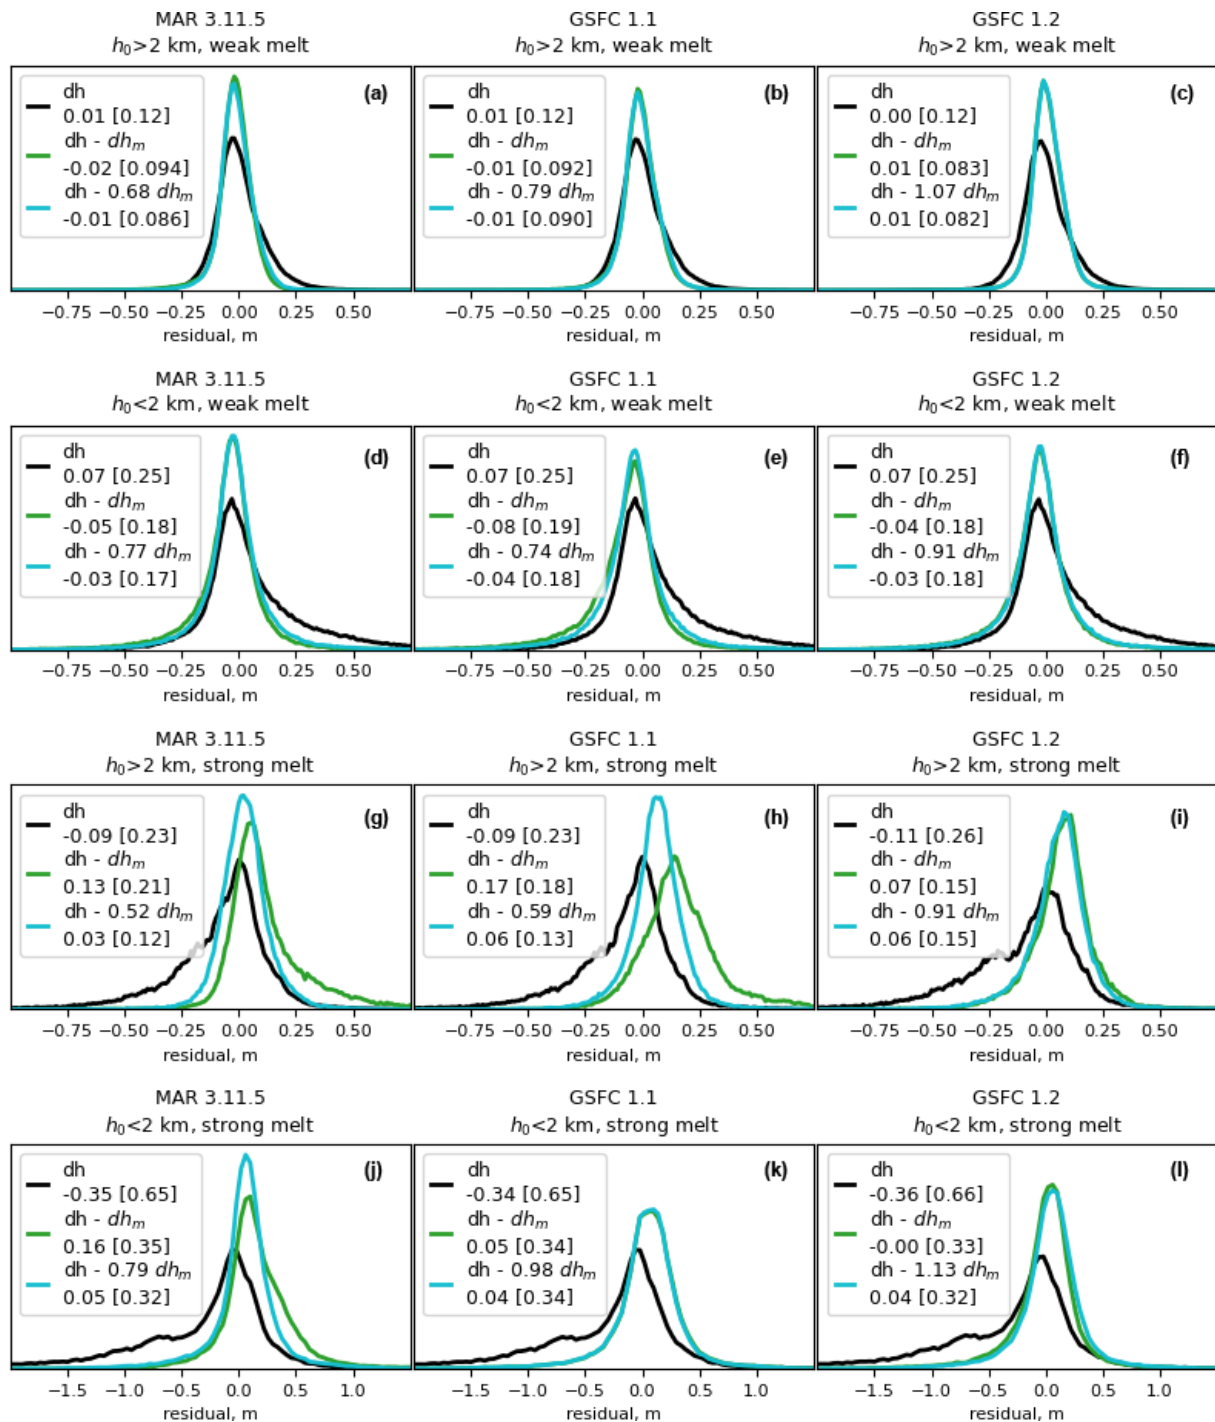 MAR 3.11.5
h₀>2 km, weak melt
GSFC 1.1
h₀>2 km, weak melt
GSFC 1.2
h₀>2 km, weak melt
(a)
dh
0.01 [0.12]
dh - dhₘ
-0.02 [0.094]
dh - 0.68 dhₘ
-0.01 [0.086]
−0.75 −0.50 −0.25 0.00 0.25 0.50
residual, m
(b)
dh
0.01 [0.12]
dh - dhₘ
-0.01 [0.092]
dh - 0.79 dhₘ
-0.01 [0.090]
−0.75 −0.50 −0.25 0.00 0.25 0.50
residual, m
(c)
dh
0.00 [0.12]
dh - dhₘ
0.01 [0.083]
dh - 1.07 dhₘ
0.01 [0.082]
−0.75 −0.50 −0.25 0.00 0.25 0.50
residual, m
MAR 3.11.5
h₀<2 km, weak melt
GSFC 1.1
h₀<2 km, weak melt
GSFC 1.2
h₀<2 km, weak melt
(d)
dh
0.07 [0.25]
dh - dhₘ
-0.05 [0.18]
dh - 0.77 dhₘ
-0.03 [0.17]
−0.75 −0.50 −0.25 0.00 0.25 0.50
residual, m
(e)
dh
0.07 [0.25]
dh - dhₘ
-0.08 [0.19]
dh - 0.74 dhₘ
-0.04 [0.18]
−0.75 −0.50 −0.25 0.00 0.25 0.50
residual, m
(f)
dh
0.07 [0.25]
dh - dhₘ
-0.04 [0.18]
dh - 0.91 dhₘ
-0.03 [0.18]
−0.75 −0.50 −0.25 0.00 0.25 0.50
residual, m
MAR 3.11.5
h₀>2 km, strong melt
GSFC 1.1
h₀>2 km, strong melt
GSFC 1.2
h₀>2 km, strong melt
(g)
dh
-0.09 [0.23]
dh - dhₘ
0.13 [0.21]
dh - 0.52 dhₘ
0.03 [0.12]
−0.75 −0.50 −0.25 0.00 0.25 0.50
residual, m
(h)
dh
-0.09 [0.23]
dh - dhₘ
0.17 [0.18]
dh - 0.59 dhₘ
0.06 [0.13]
−0.75 −0.50 −0.25 0.00 0.25 0.50
residual, m
(i)
dh
-0.11 [0.26]
dh - dhₘ
0.07 [0.15]
dh - 0.91 dhₘ
0.06 [0.15]
−0.75 −0.50 −0.25 0.00 0.25 0.50
residual, m
MAR 3.11.5
h₀<2 km, strong melt
GSFC 1.1
h₀<2 km, strong melt
GSFC 1.2
h₀<2 km, strong melt
(j)
dh
-0.35 [0.65]
dh - dhₘ
0.16 [0.35]
dh - 0.79 dhₘ
0.05 [0.32]
−1.5 −1.0 −0.5 0.0 0.5 1.0
residual, m
(k)
dh
-0.34 [0.65]
dh - dhₘ
0.05 [0.34]
dh - 0.98 dhₘ
0.04 [0.34]
−1.5 −1.0 −0.5 0.0 0.5 1.0
residual, m
(l)
dh
-0.36 [0.66]
dh - dhₘ
-0.00 [0.33]
dh - 1.13 dhₘ
0.04 [0.32]
−1.5 −1.0 −0.5 0.0 0.5 1.0
residual, m